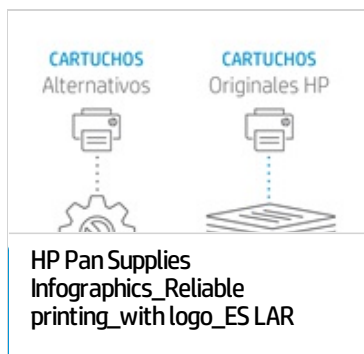 CARTUCHOS CARTUCHOS
Alternativos Originales HP
HP Pan Supplies
Infographics_Reliable
printing_with logo_ES LAR